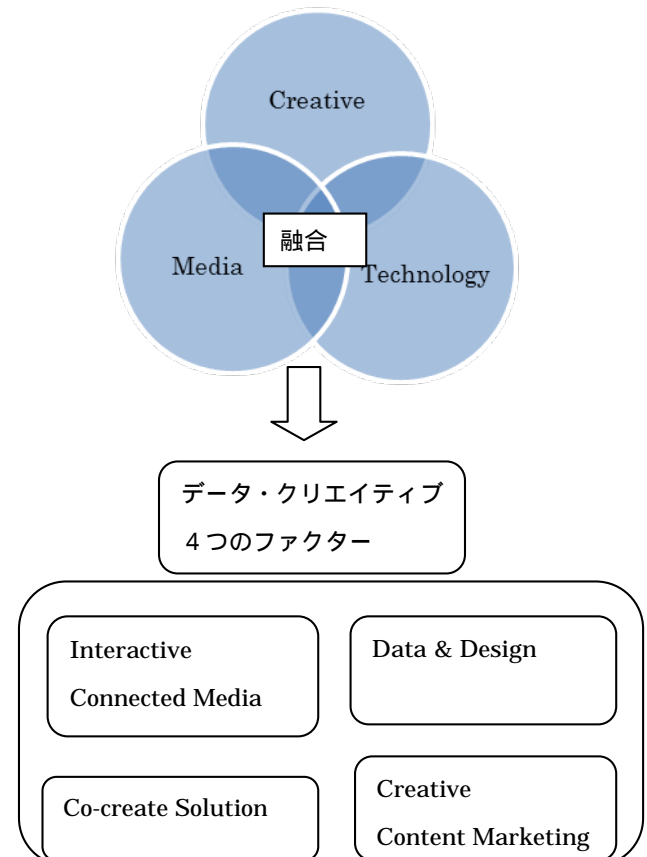 Creative
融合
Media
Technology
データ・クリエイティブ
４つのファクター
Interactive
Connected Media
Data & Design
Co-create Solution
Creative
Content Marketing